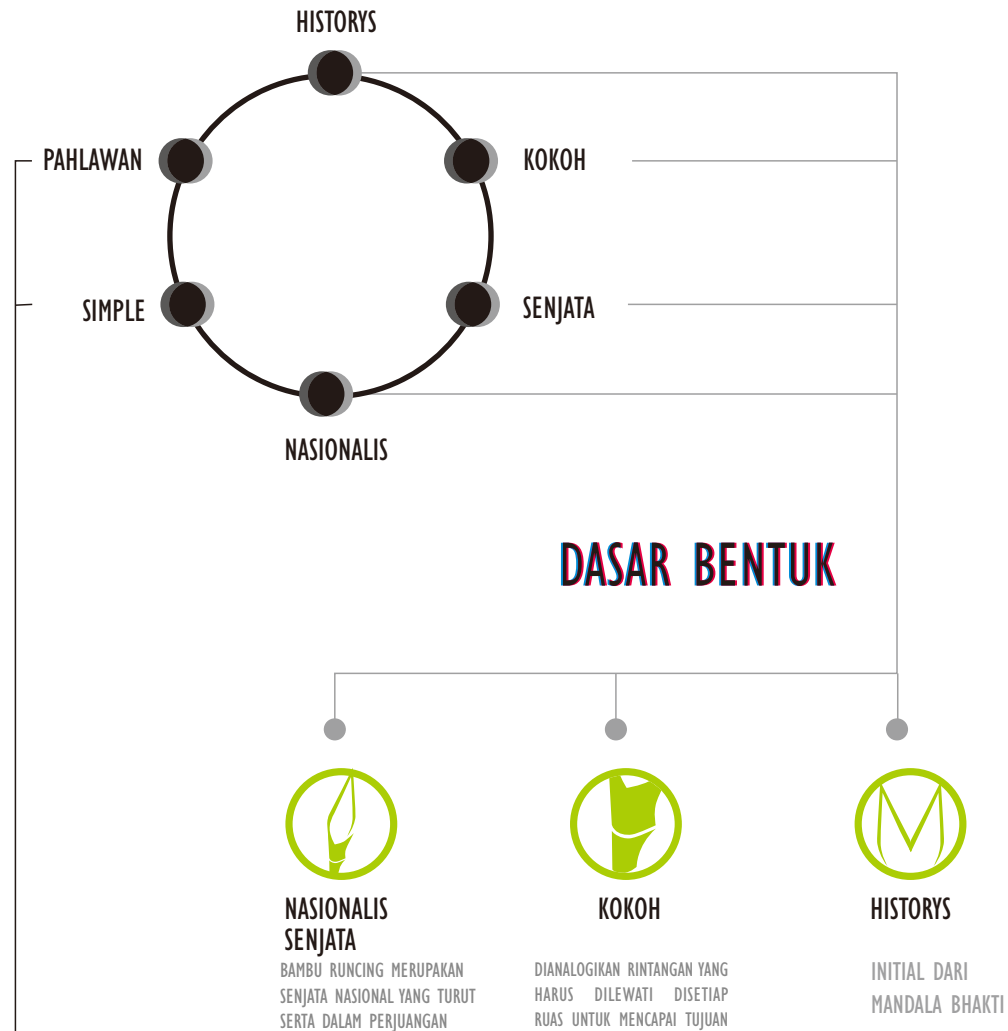 HISTORYS
PAHLAWAN
KOKOH
SIMPLE
SENJATA
NASIONALIS
DASAR BENTUK
NASIONALIS
SENJATA
BAMBU RUNCING MERUPAKAN
SENJATA NASIONAL YANG TURUT
SERTA DALAM PERJUANGAN
KOKOH
DIANALOGIKAN RINTANGAN YANG
HARUS DILEWATI DISETIAP
RUAS UNTUK MENCAPAI TUJUAN
HISTORYS
INITIAL DARI
MANDALA BHAKTI